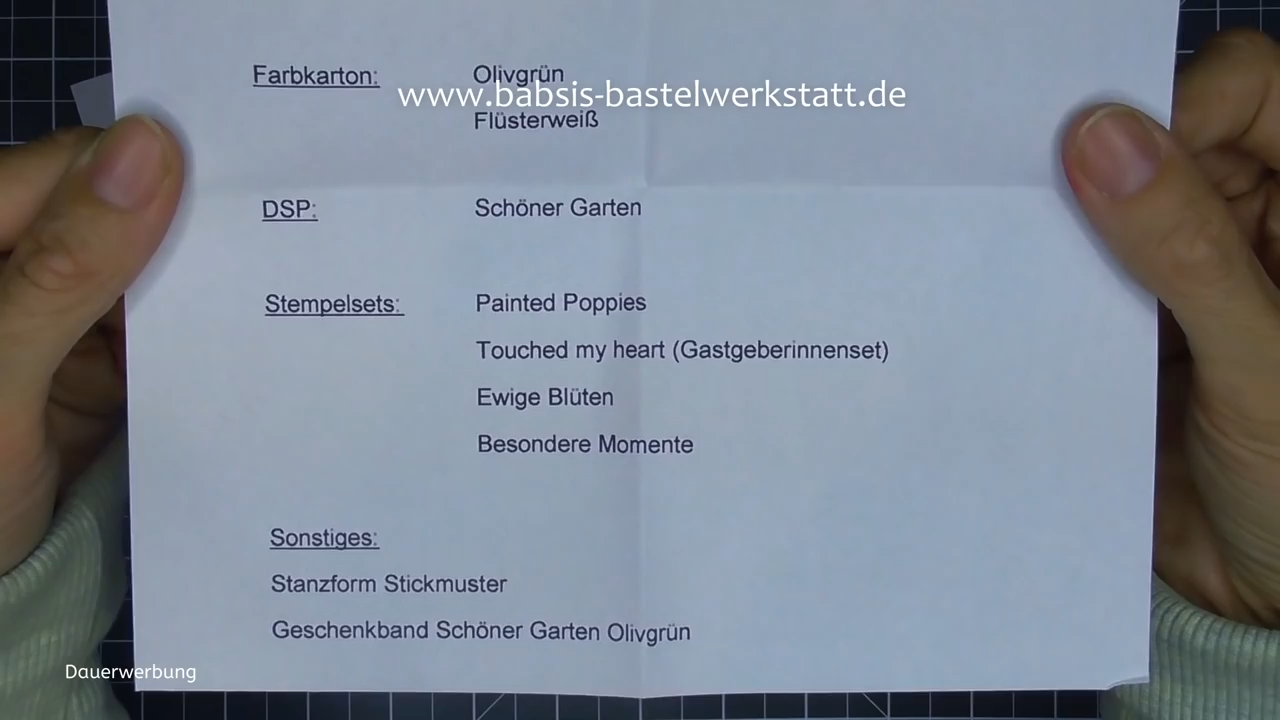 Farbkarton: Olivgrün
www.babsis-bastelwerkstatt.de
Flüsterweiß
DSP: Schöner Garten
Stempelsets: Painted Poppies
Touched my heart (Gastgeberinnenset)
Ewige Blüten
Besondere Momente
Sonstiges:
Stanzform Stickmuster
Geschenkband Schöner Garten Olivgrün
Dauerwerbung